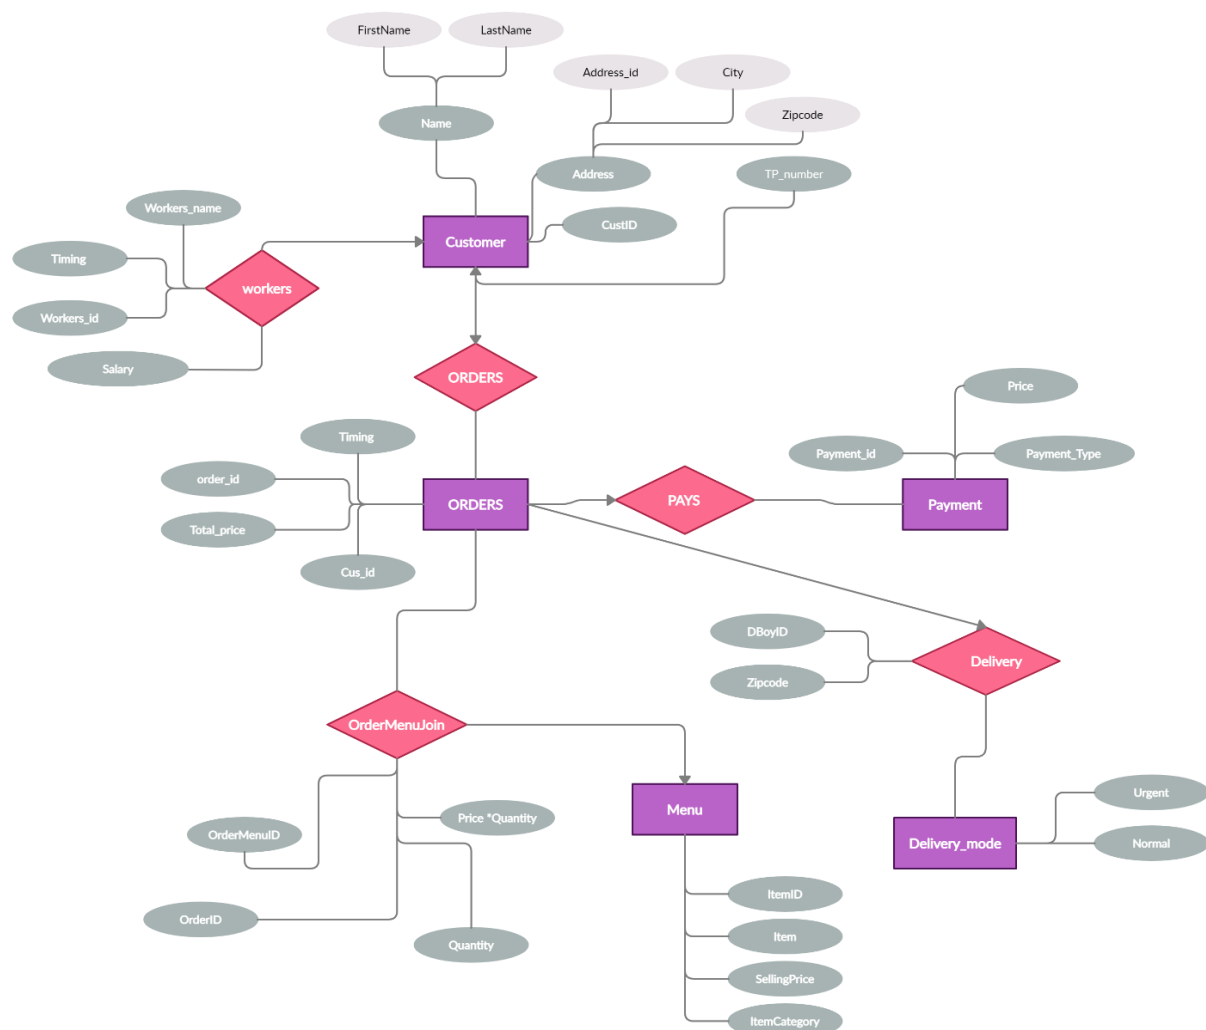 FirstName
LastName
Address_id
City
Zipcode
Name
Address
TP_number
Workers_name
CustID
Customer
Timing
workers
Workers_id
Salary
ORDERS
Price
Timing
Payment_id
Payment_Type
order_id
ORDERS
PAYS
Payment
Total_price
Cus_id
DBoyID
Delivery
Zipcode
OrderMenuJoin
Urgent
Menu
Price *Quantity
OrderMenuID
Delivery_mode
Normal
ItemID
OrderID
Item
Quantity
SellingPrice
ItemCategory